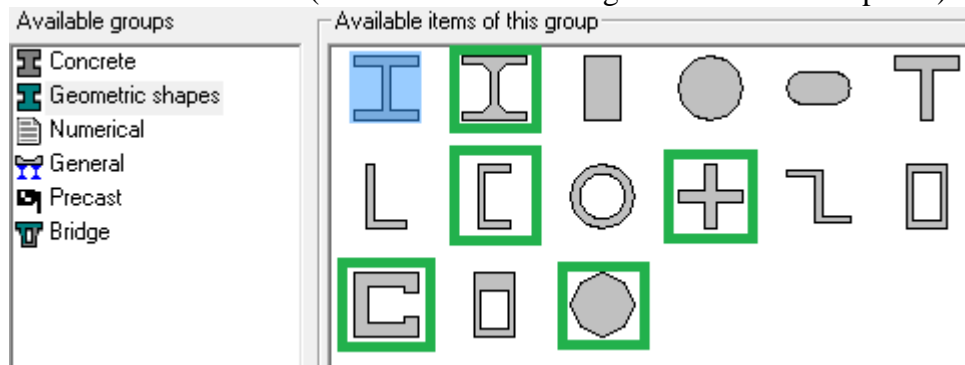 Available groups
Available items of this group
Concrete
Geometric shapes
Numerical
General
Precast
Bridge